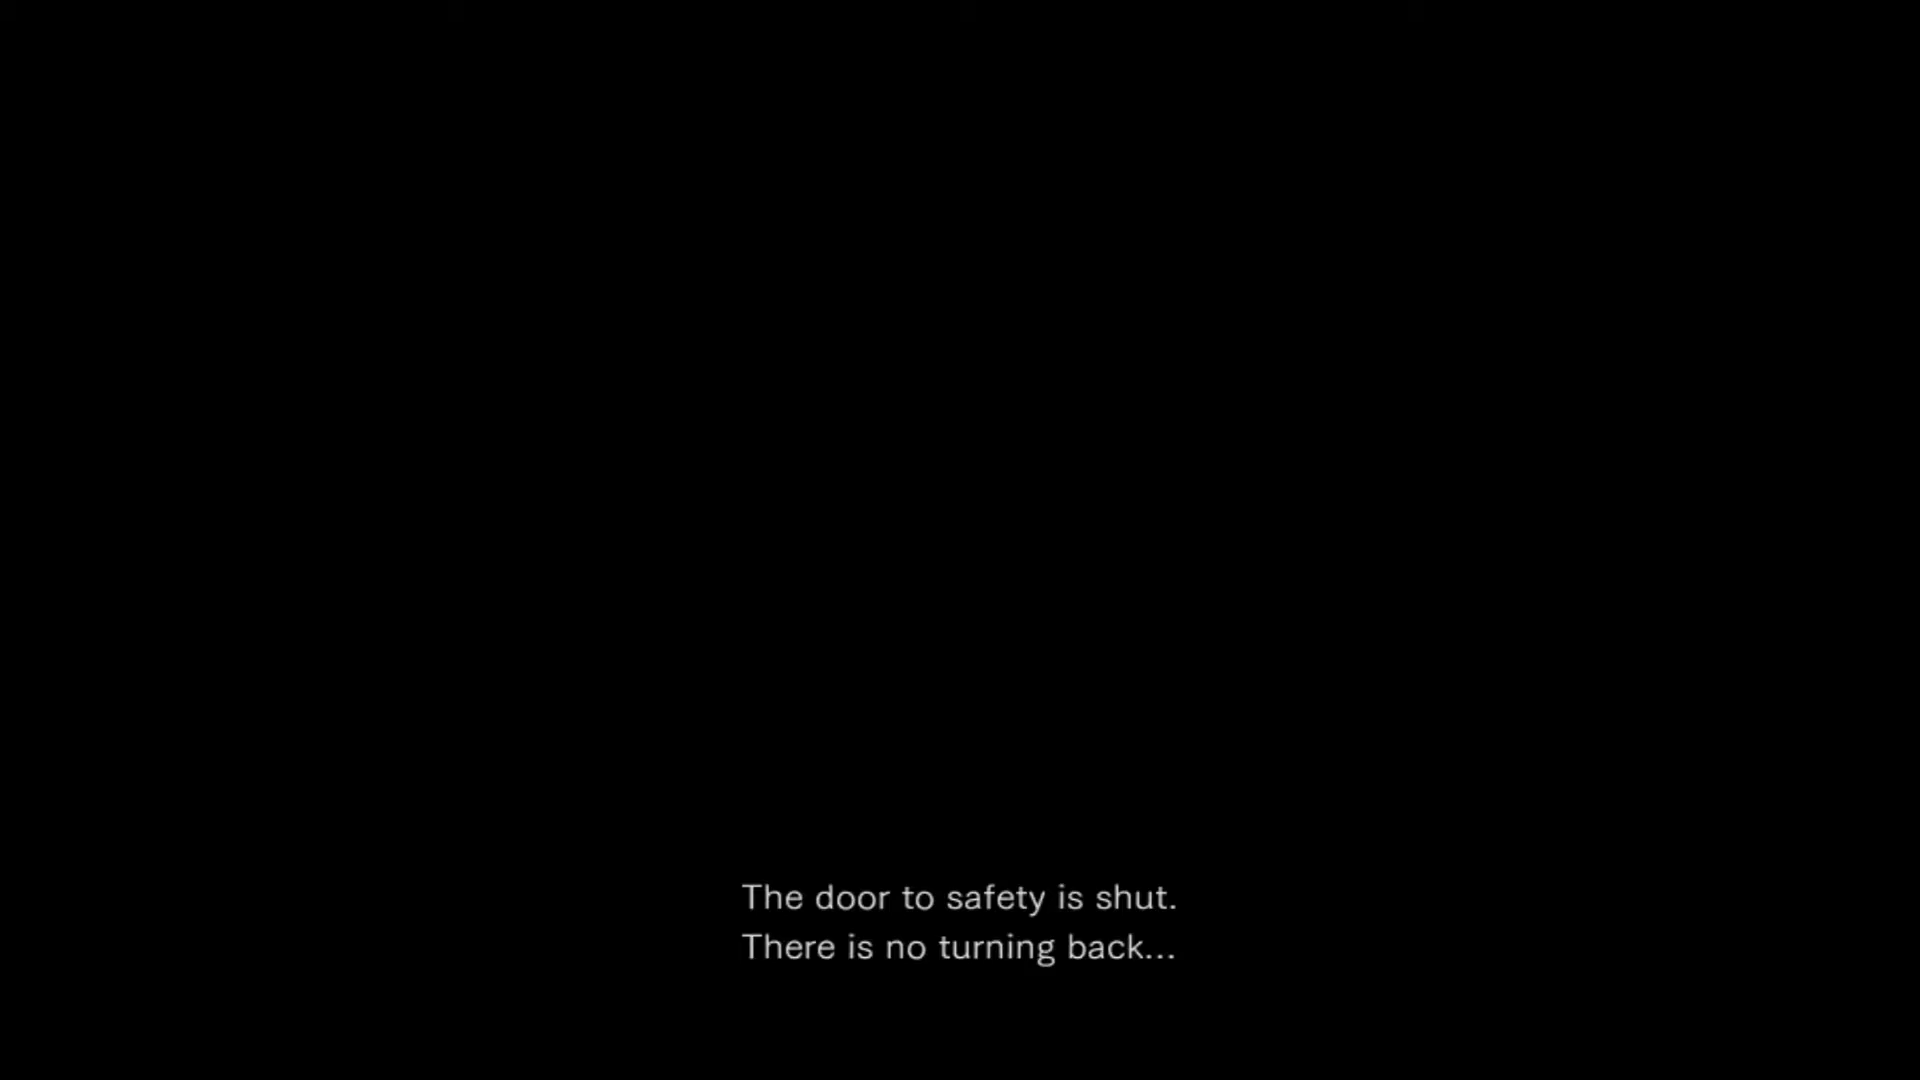 The door to safety is shut.
There is no turning back...